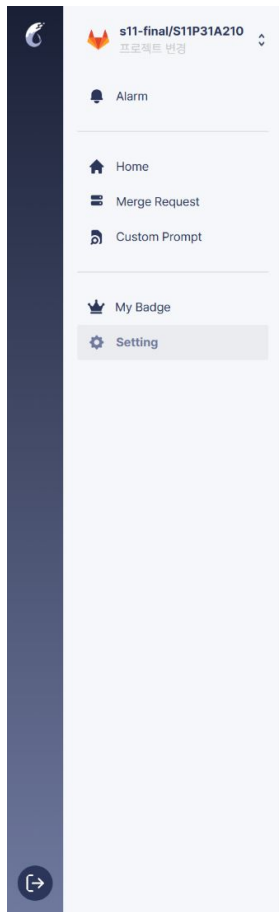 s11-final/S11P31A210
프로젝트 변경
Alarm
Home
Merge Request
Custom Prompt
My Badge
Setting